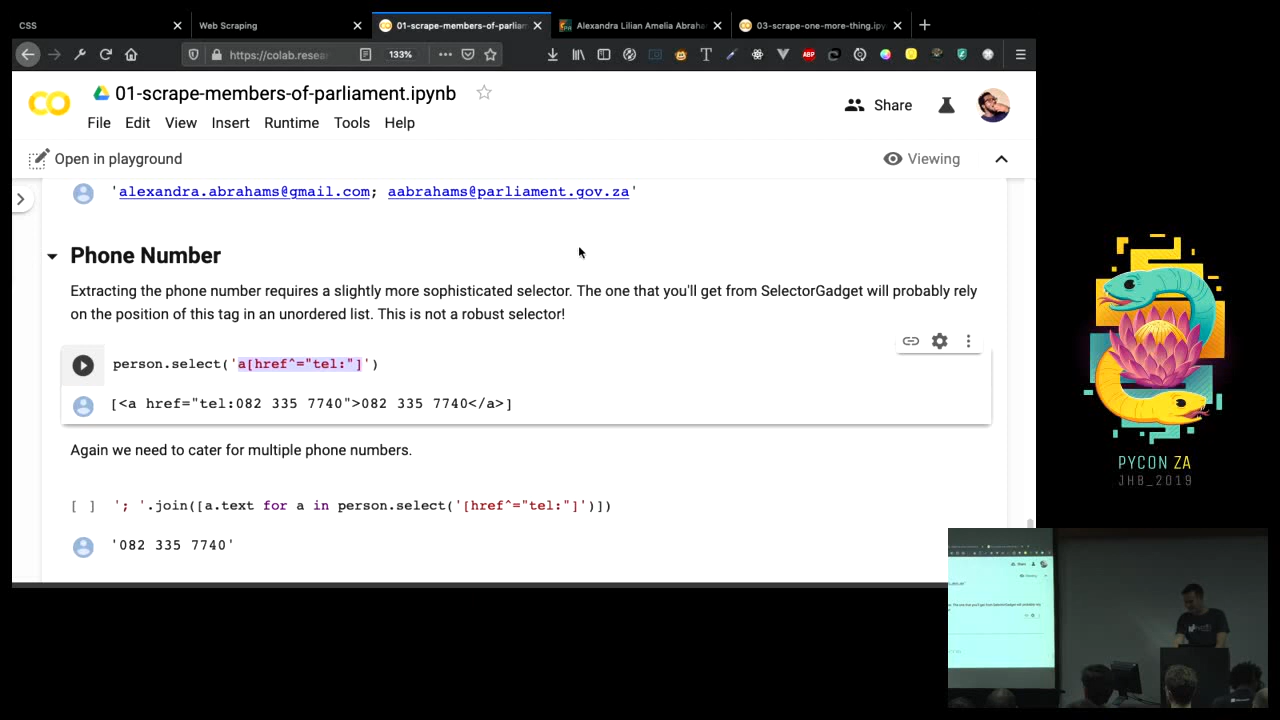 CSS
Web Scraping
01-scrape-members-of-parliam
Alexandra Lilian Amelia Abraha
03-scrape-one-more-thing.ipy
https://colab.resear
133%
ABP
CO
01-scrape-members-of-parliament.ipynb
Share
File Edit View Insert Runtime Tools Help
Open in playground
Viewing
'alexandra.abrahams@gmail.com; aabrahams@parliament.gov.za'
Phone Number
Extracting the phone number requires a slightly more sophisticated selector. The one that you'll get from SelectorGadget will probably rely
on the position of this tag in an unordered list. This is not a robust selector!
person.select('a[href^="tel:"]')
[<a href="tel:082 335 7740">082 335 7740</a>]
Again we need to cater for multiple phone numbers.
[ ] '; '.join([a.text for a in person.select('[href^="tel:"]')])
'082 335 7740'
PYCON ZA
JHB_2019